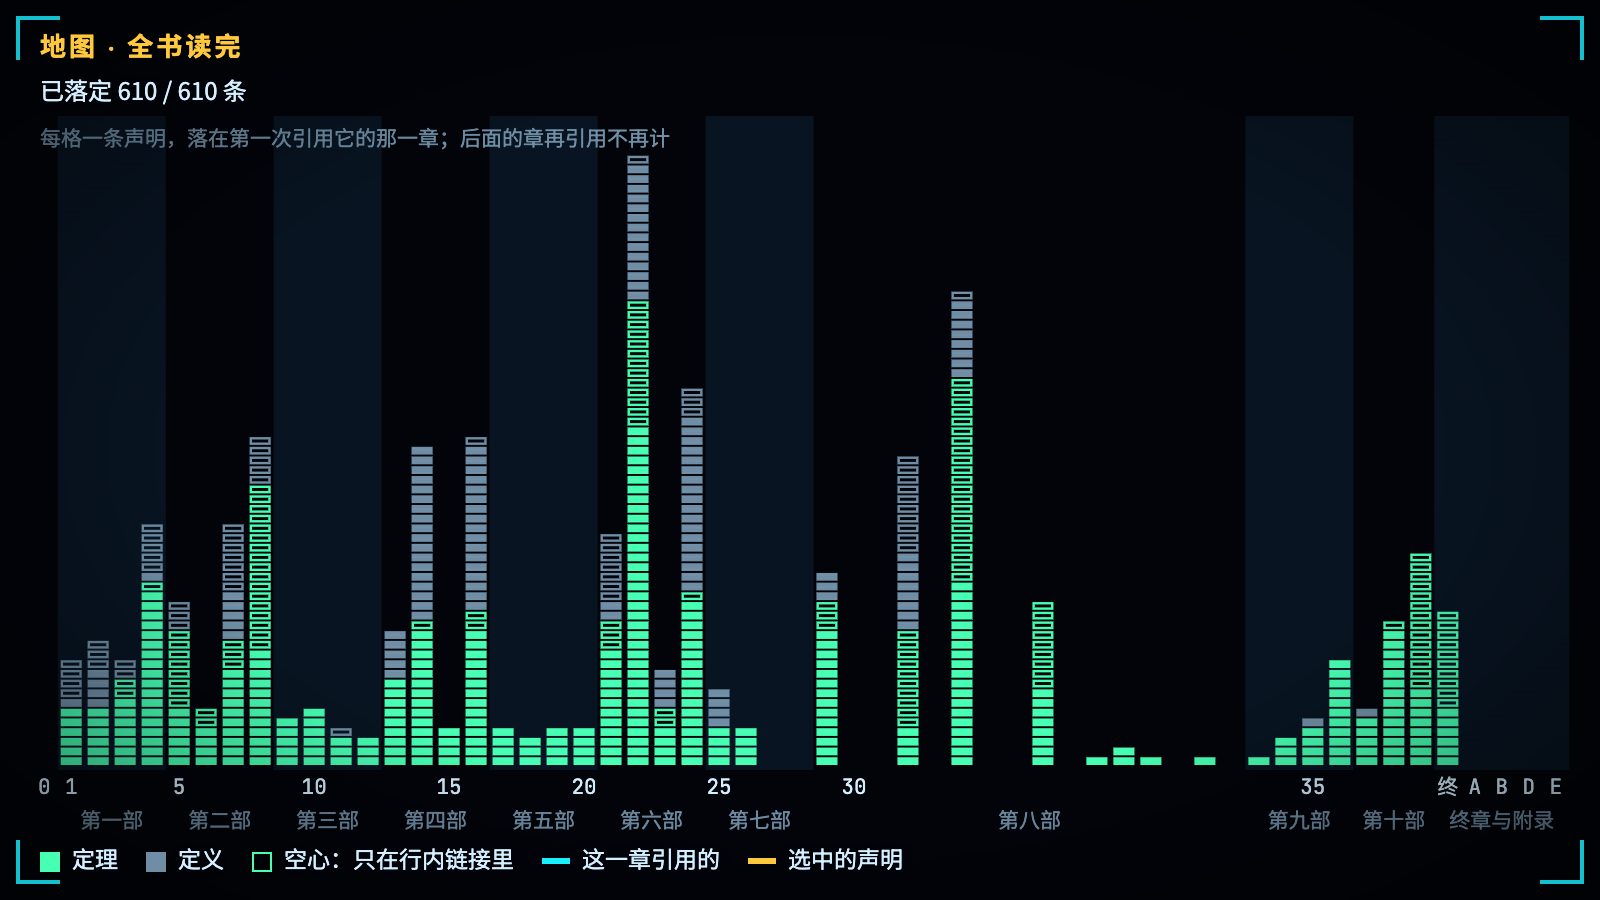 地图 · 全书读完
已落定 610 / 610 条
每格一条声明，落在第一次引用它的那一章；后面的章再引用不再计
0 1 5 10 15 20 25 30 35 终 A B D E
第一部 第二部 第三部 第四部 第五部 第六部 第七部 第八部 第九部 第十部 终章与附录
定理 定义 空心：只在行内链接里 这一章引用的 选中的声明